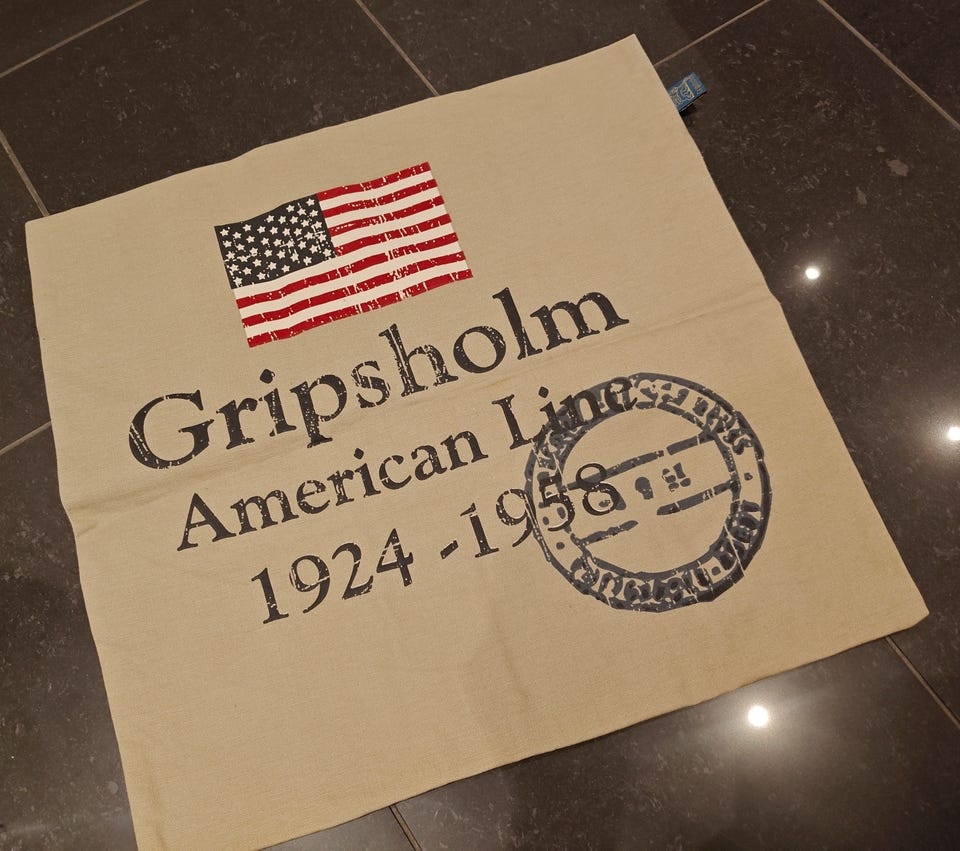 Gripsholm
American Line
1924 - 1958